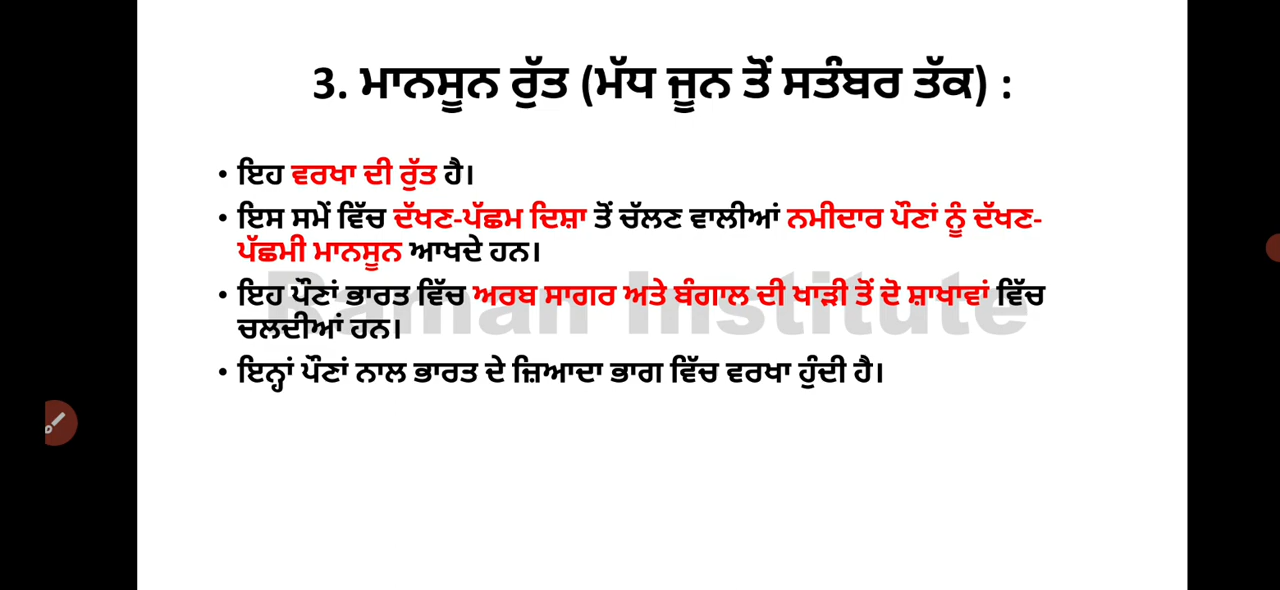 3. ਮਾਨਸੂਨ ਰੁੱਤ (ਮੱਧ ਜੂਨ ਤੋਂ ਸਤੰਬਰ ਤੱਕ) :
• ਇਹ ਵਰਖਾ ਦੀ ਰੁੱਤ ਹੈ।
• ਇਸ ਸਮੇਂ ਵਿੱਚ ਦੱਖਣ-ਪੱਛਮ ਦਿਸ਼ਾ ਤੋਂ ਚੱਲਣ ਵਾਲੀਆਂ ਨਮੀਦਾਰ ਪੌਣਾਂ ਨੂੰ ਦੱਖਣ-
ਪੱਛਮੀ ਮਾਨਸੂਨ ਆਖਦੇ ਹਨ।
• ਇਹ ਪੌਣਾਂ ਭਾਰਤ ਵਿੱਚ ਅਰਬ ਸਾਗਰ ਅਤੇ ਬੰਗਾਲ ਦੀ ਖਾੜੀ ਤੋਂ ਦੋ ਸ਼ਾਖਾਵਾਂ ਵਿੱਚ
Raman Institute
ਚਲਦੀਆਂ ਹਨ।
• ਇਨ੍ਹਾਂ ਪੌਣਾਂ ਨਾਲ ਭਾਰਤ ਦੇ ਜ਼ਿਆਦਾ ਭਾਗ ਵਿੱਚ ਵਰਖਾ ਹੁੰਦੀ ਹੈ।